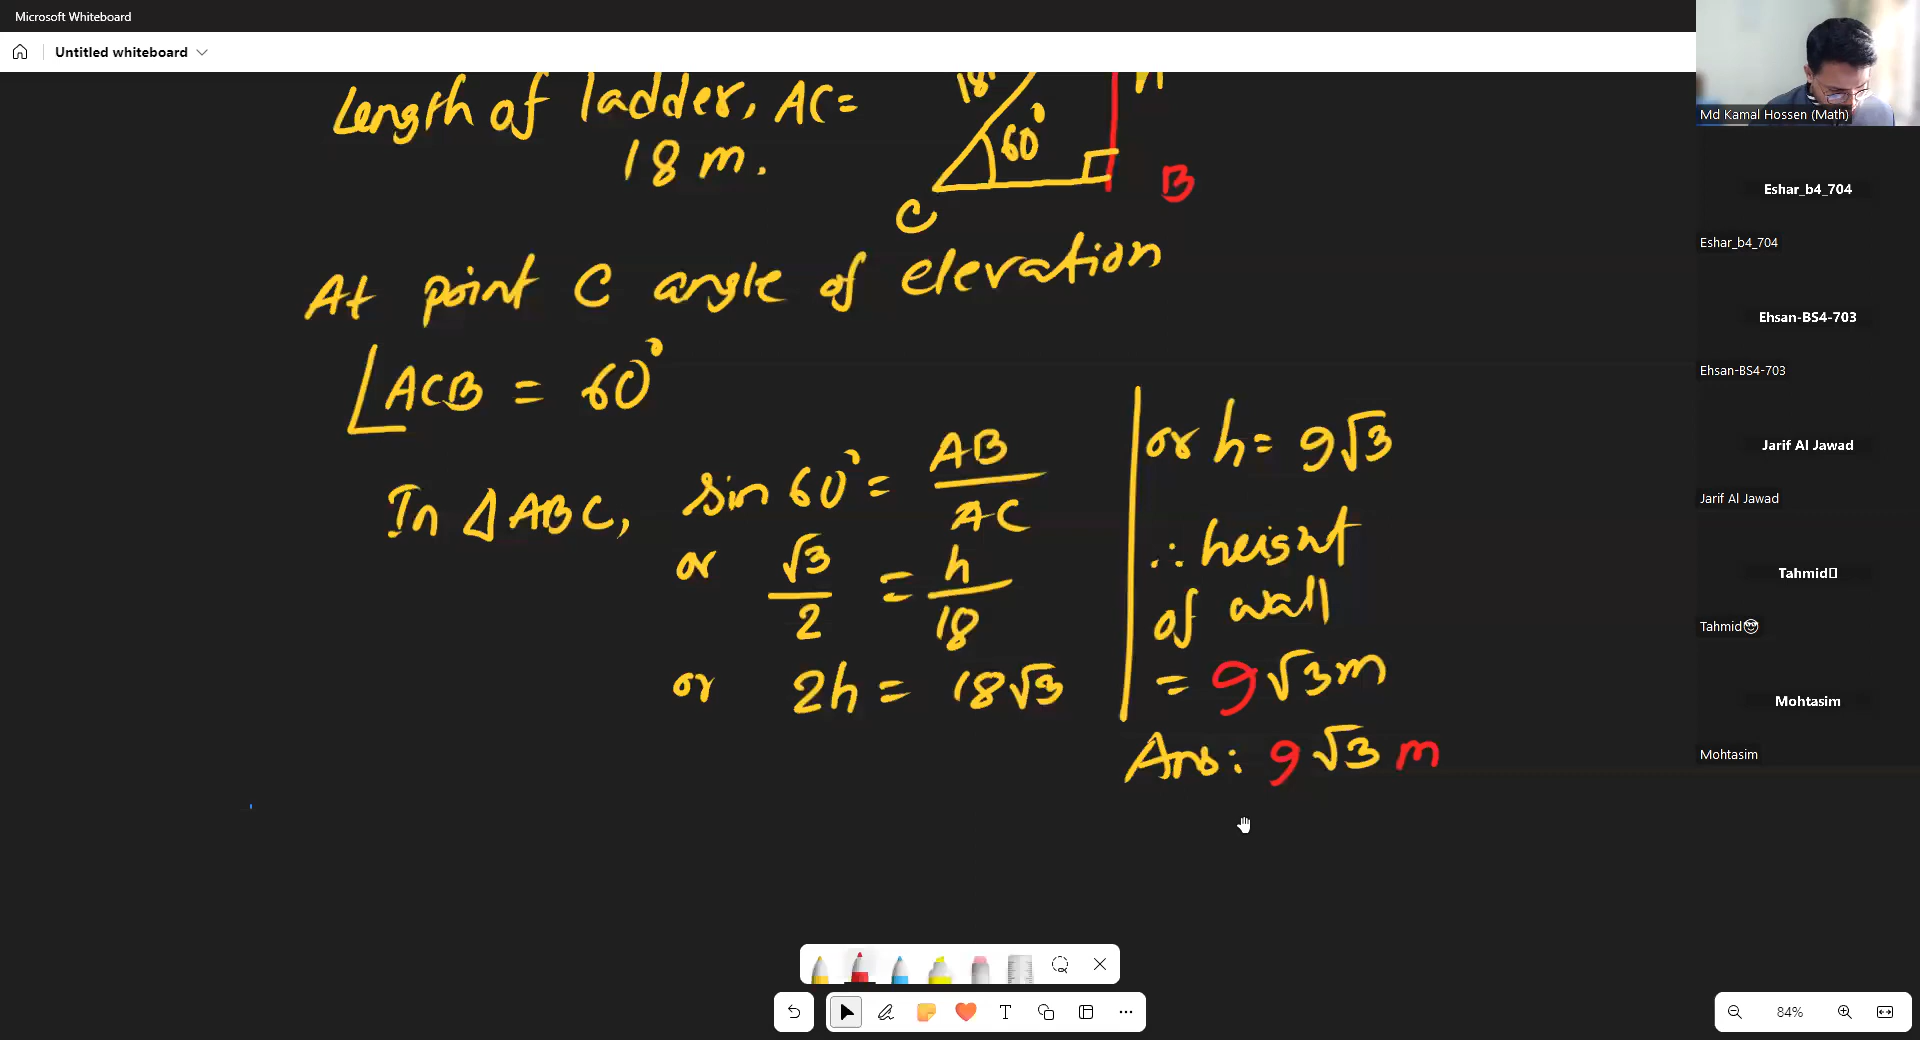 Microsoft Whiteboard
Untitled whiteboard
Length of ladder, AC =
18 m.
18
60°
B
C
At point C angle of elevation
∠ACB = 60°
In ΔABC, sin 60° = AB/AC
or √3/2 = h/18
or 2h = 18√3
or h = 9√3
∴ height
of wall
= 9√3 m
Ans: 9√3 m
Md Kamal Hossen (Math)
Eshar_b4_704
Eshar_b4_704
Ehsan-BS4-703
Ehsan-BS4-703
Jarif Al Jawad
Jarif Al Jawad
Tahmid
Tahmid😎
Mohtasim
Mohtasim
T
84%